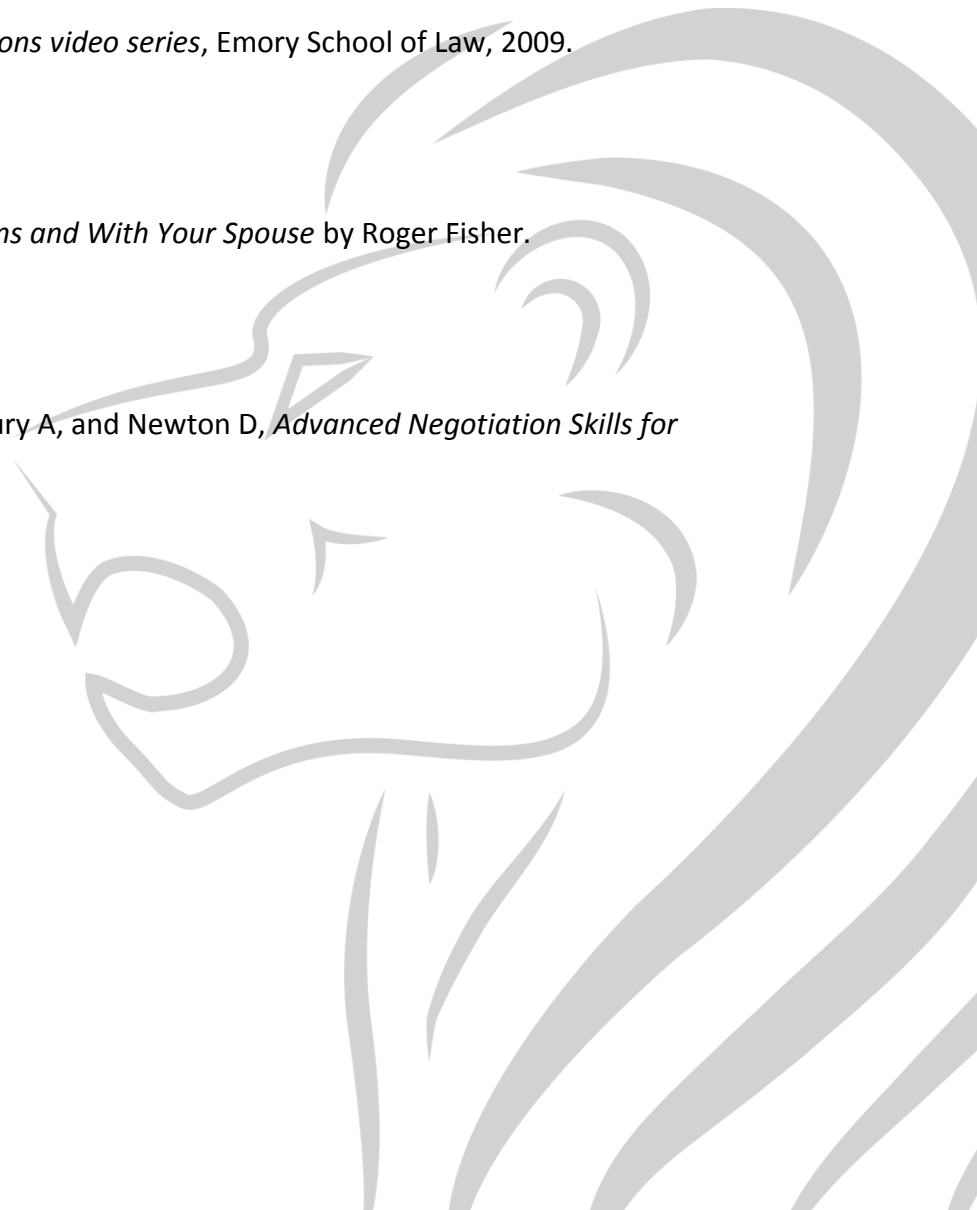 ons video series, Emory School of Law, 2009.
ns and With Your Spouse by Roger Fisher.
ury A, and Newton D, Advanced Negotiation Skills for